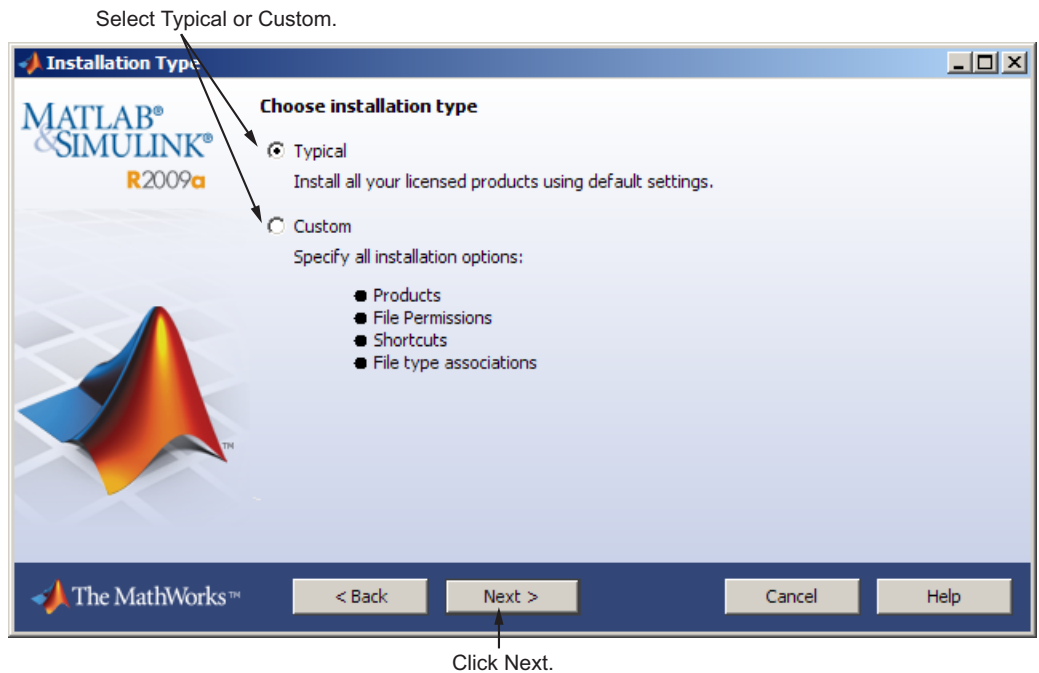 Select Typical or Custom.
Installation Type
MATLAB®
&SIMULINK®
R2009a
Choose installation type
Typical
Install all your licensed products using default settings.
Custom
Specify all installation options:
Products
File Permissions
Shortcuts
File type associations
TM
The MathWorks™
< Back
Next >
Cancel
Help
Click Next.